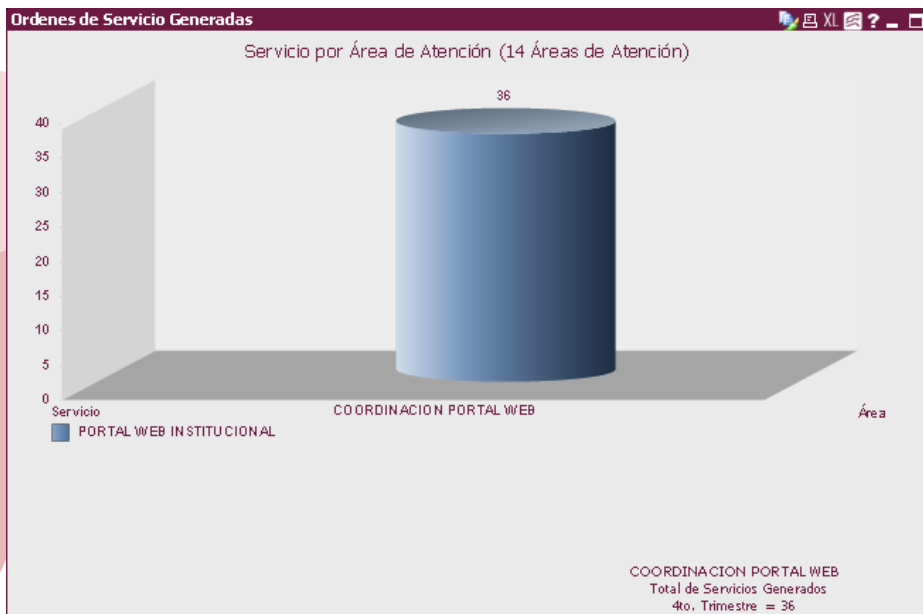 Ordenes de Servicio Generadas
XL ?
Servicio por Área de Atención (14 Áreas de Atención)
36
40
35
30
25
20
15
10
5
0
Servicio
COORDINACION PORTAL WEB
Área
PORTAL WEB INSTITUCIONAL
COORDINACION PORTAL WEB
Total de Servicios Generados
4to. Trimestre = 36